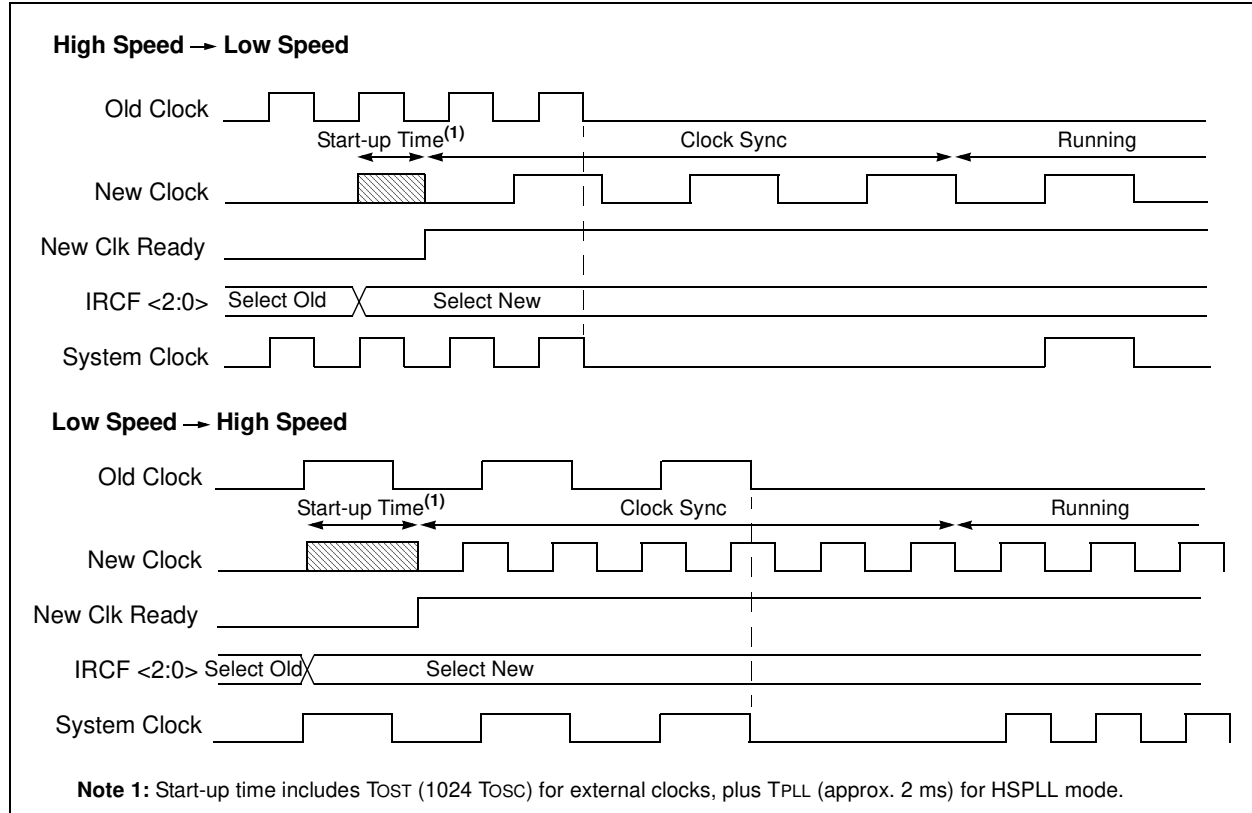 High Speed → Low Speed
Old Clock
Start-up Time(1)
Clock Sync
Running
New Clock
New Clk Ready
IRCF <2:0>
Select Old
Select New
System Clock
Low Speed → High Speed
Old Clock
Start-up Time(1)
Clock Sync
Running
New Clock
New Clk Ready
IRCF <2:0>
Select Old
Select New
System Clock
Note 1: Start-up time includes TOST (1024 TOSC) for external clocks, plus TPLL (approx. 2 ms) for HSPLL mode.